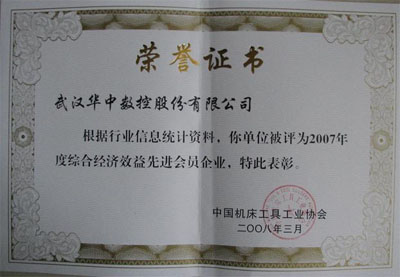 荣誉证书
武汉华中数控股份有限公司
根据行业信息统计资料，你单位被评为2007年
度综合经济效益先进会员企业，特此表彰。
中国机床工具工业协会
二〇〇八年三月